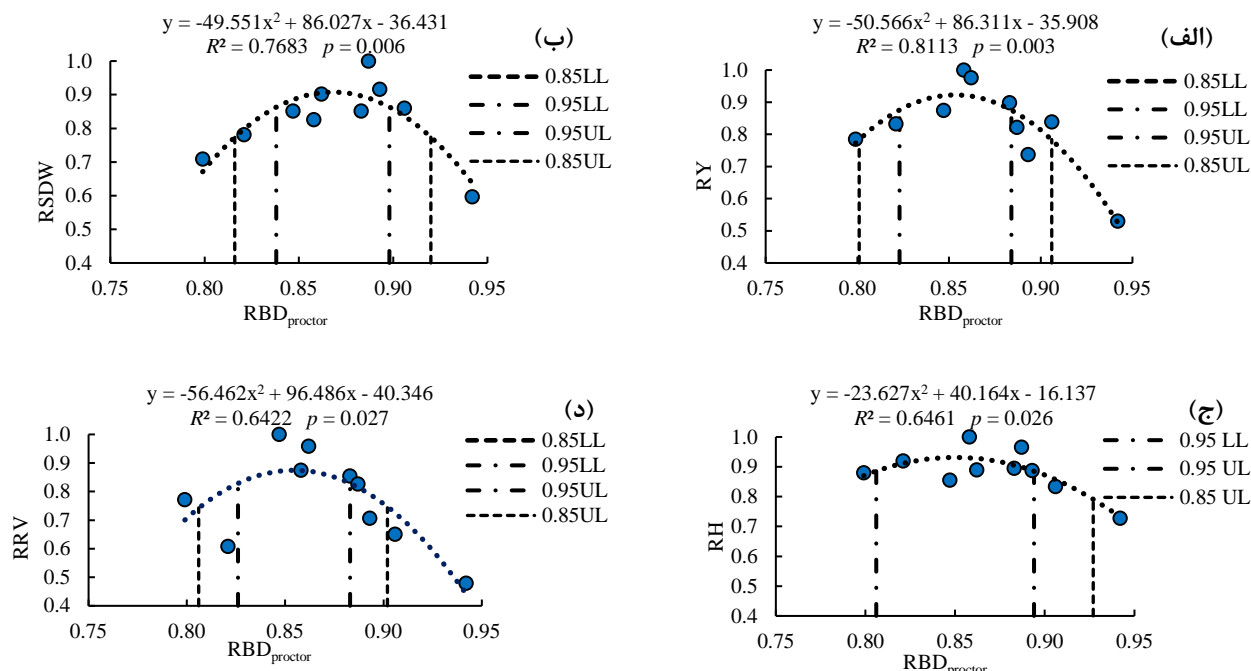 y = -49.551x² + 86.027x - 36.431
R² = 0.7683 p = 0.006
(ب)
1.0
0.9
0.8
0.7
0.6
0.5
0.4
RSDW
0.75 0.80 0.85 0.90 0.95
RBDproctor
0.85LL
0.95LL
0.95UL
0.85UL
y = -50.566x² + 86.311x - 35.908
R² = 0.8113 p = 0.003
(الف)
1.0
0.9
0.8
0.7
0.6
0.5
0.4
RY
0.75 0.80 0.85 0.90 0.95
RBDproctor
0.85LL
0.95LL
0.95UL
0.85UL
y = -56.462x² + 96.486x - 40.346
R² = 0.6422 p = 0.027
(د)
1.0
0.9
0.8
0.7
0.6
0.5
0.4
RRV
0.75 0.80 0.85 0.90 0.95
RBDproctor
0.85LL
0.95LL
0.95UL
0.85UL
y = -23.627x² + 40.164x - 16.137
R² = 0.6461 p = 0.026
(ج)
1.0
0.9
0.8
0.7
0.6
0.5
0.4
RH
0.75 0.80 0.85 0.90 0.95
RBDproctor
0.95 LL
0.95 UL
0.85 UL